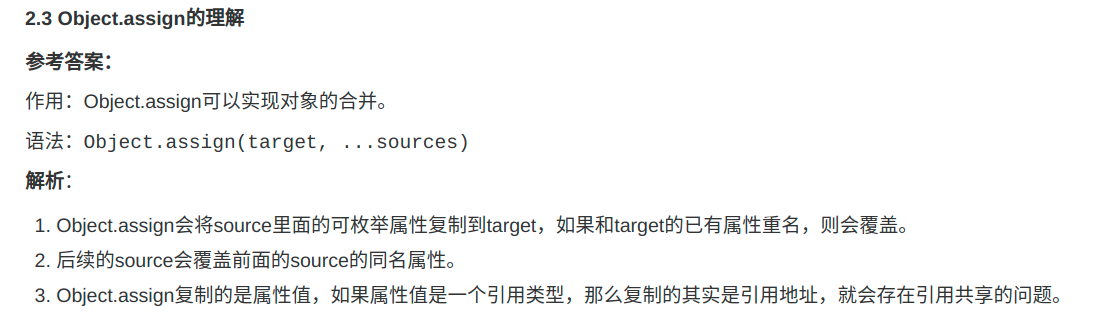 2.3 Object.assign的理解
参考答案：
作用：Object.assign可以实现对象的合并。
语法：Object.assign(target, ...sources)
解析：
1. Object.assign会将source里面的可枚举属性复制到target，如果和target的已有属性重名，则会覆盖。
2. 后续的source会覆盖前面的source的同名属性。
3. Object.assign复制的是属性值，如果属性值是一个引用类型，那么复制的其实是引用地址，就会存在引用共享的问题。